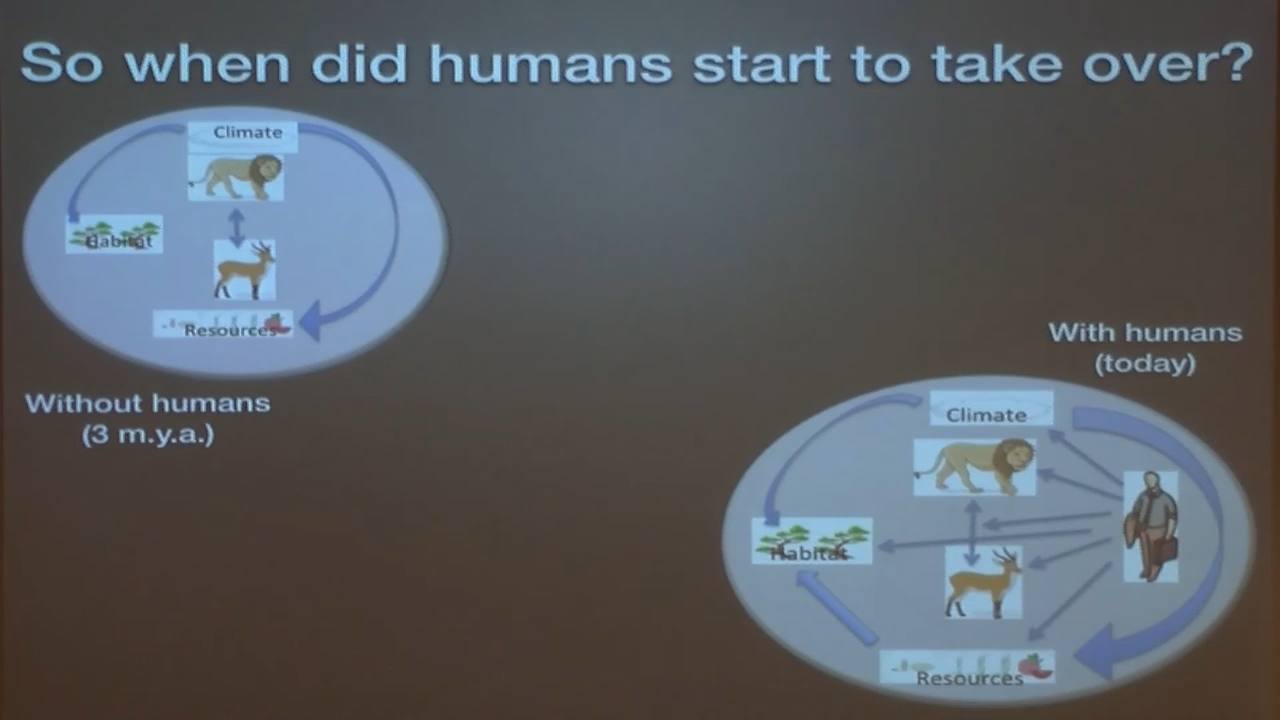 So when did humans start to take over?
Climate
Habitat
Resources
Without humans
(3 m.y.a.)
With humans
(today)
Climate
Habitat
Resources